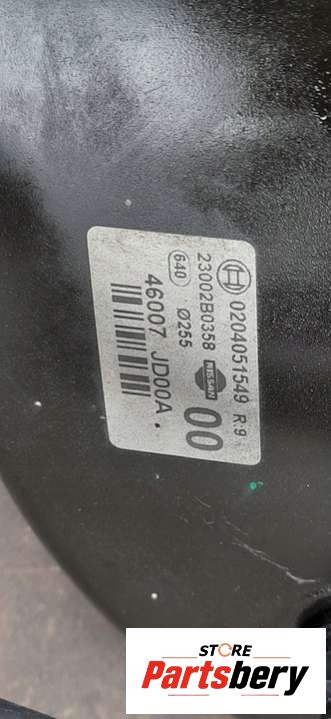 0204051549 R:9
23002B0358
NISSAN
00
640
Ø255
46007 JD00A.
STORE
Partsbery